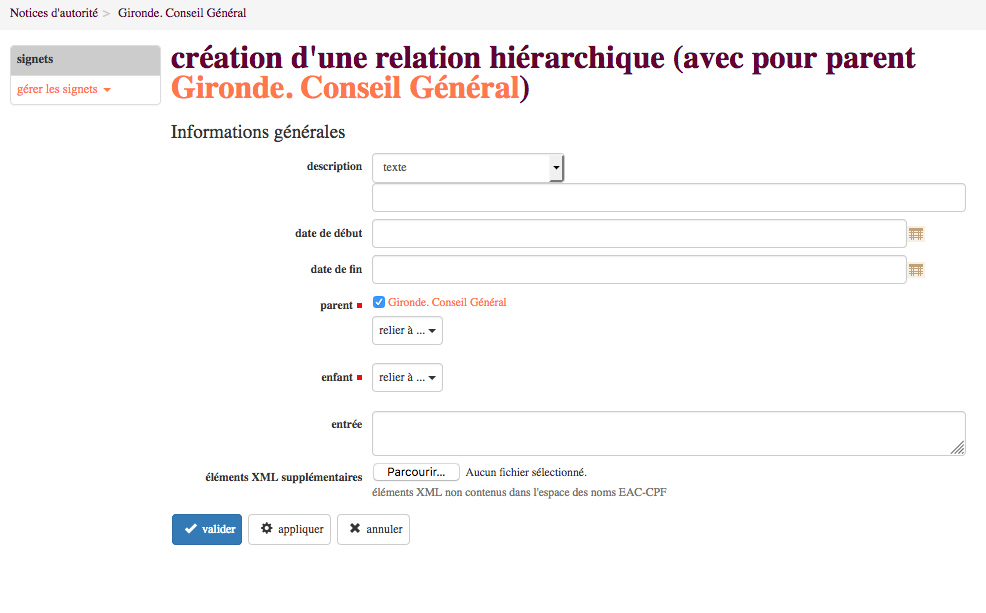 Notices d'autorité > Gironde. Conseil Général
signets
gérer les signets
création d'une relation hiérarchique (avec pour parent
Gironde. Conseil Général)
Informations générales
description texte
date de début
date de fin
parent Gironde. Conseil Général
relier à ...
enfant relier à ...
entrée
éléments XML supplémentaires Parcourir... Aucun fichier sélectionné.
éléments XML non contenus dans l'espace des noms EAC-CPF
valider appliquer annuler